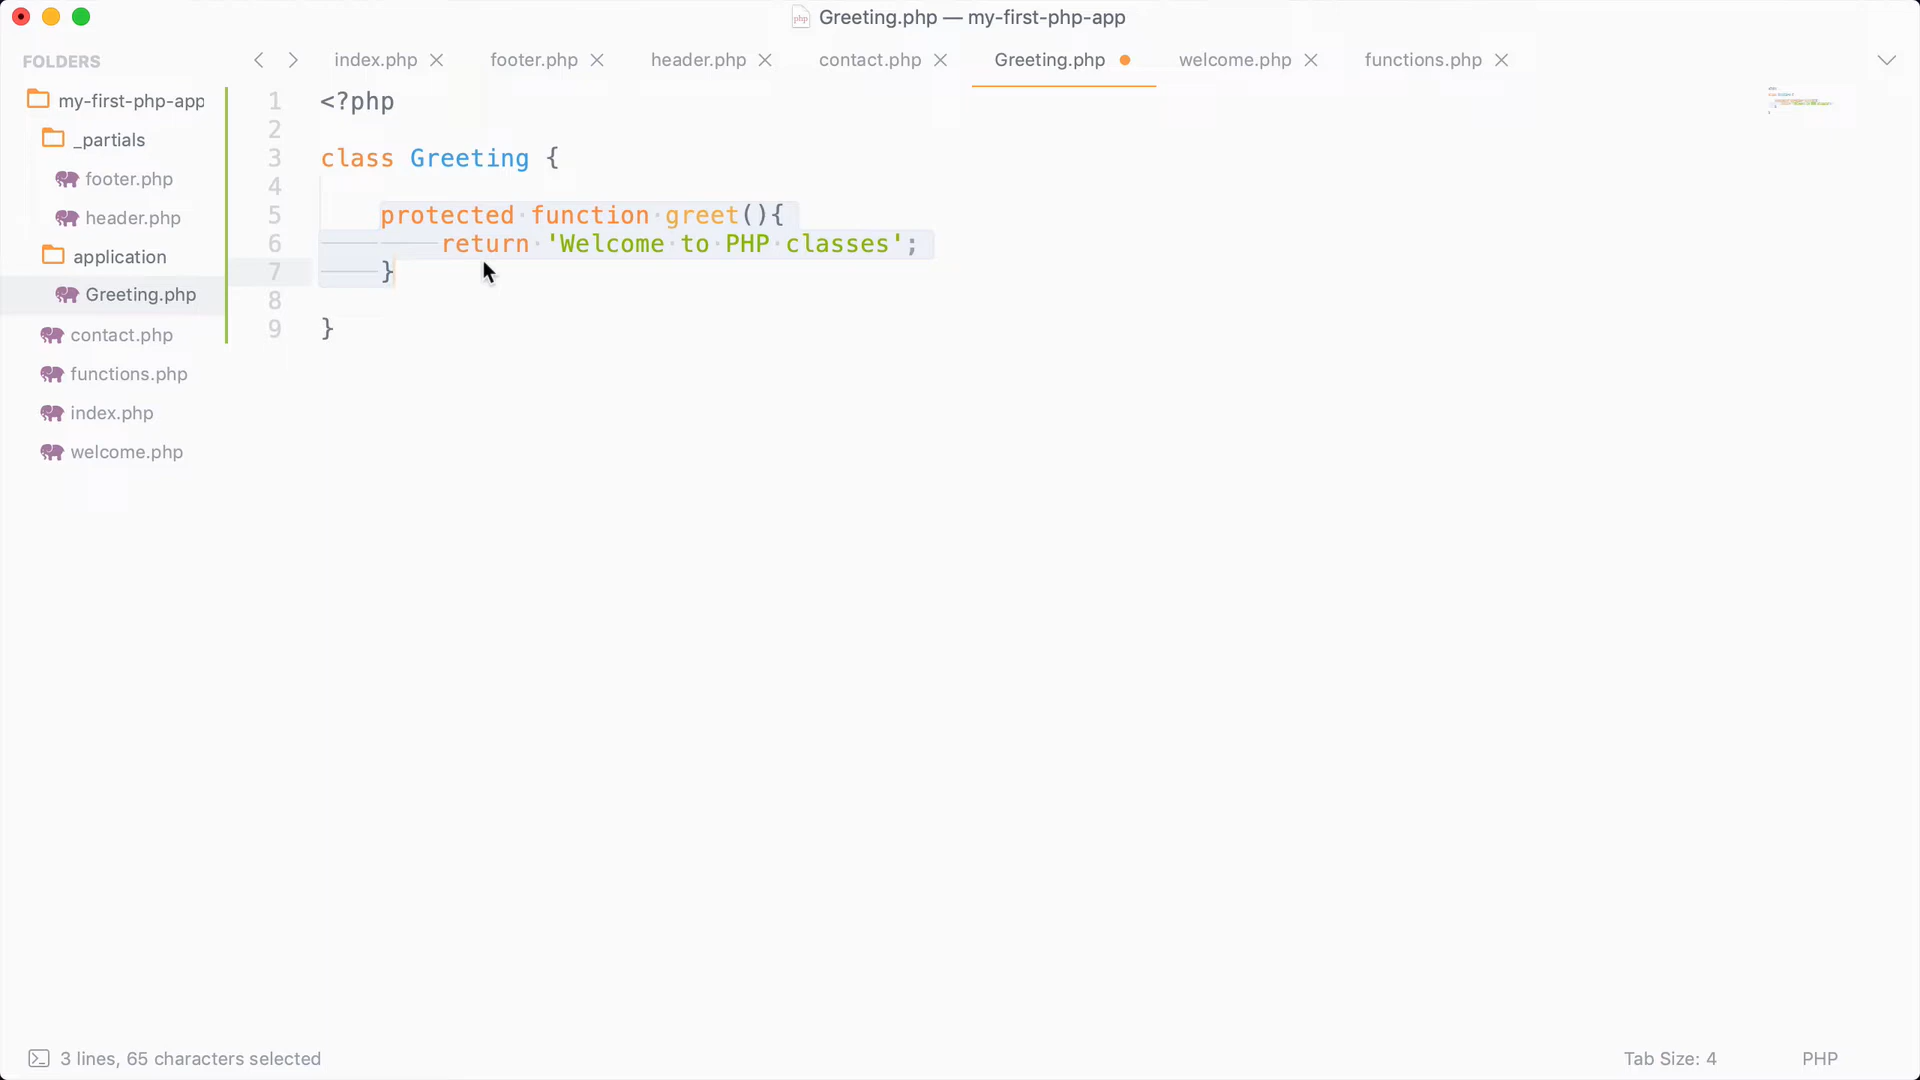 Greeting.php — my-first-php-app
FOLDERS
my-first-php-app
_partials
footer.php
header.php
application
Greeting.php
contact.php
functions.php
index.php
welcome.php
index.php footer.php header.php contact.php Greeting.php welcome.php functions.php
1 <?php
2
3 class Greeting {
4
5 protected function greet(){
6 return 'Welcome to PHP classes';
7 }
8
9 }
3 lines, 65 characters selected
Tab Size: 4
PHP